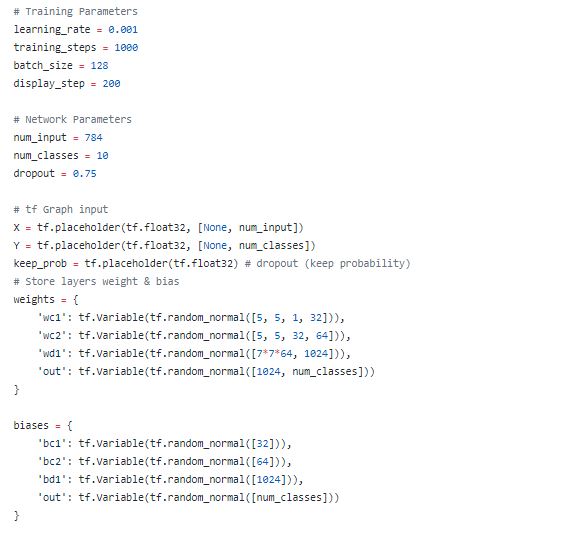 # Training Parameters
learning_rate = 0.001
training_steps = 1000
batch_size = 128
display_step = 200
# Network Parameters
num_input = 784
num_classes = 10
dropout = 0.75
# tf Graph input
X = tf.placeholder(tf.float32, [None, num_input])
Y = tf.placeholder(tf.float32, [None, num_classes])
keep_prob = tf.placeholder(tf.float32) # dropout (keep probability)
# Store layers weight & bias
weights = {
    'wc1': tf.Variable(tf.random_normal([5, 5, 1, 32])),
    'wc2': tf.Variable(tf.random_normal([5, 5, 32, 64])),
    'wd1': tf.Variable(tf.random_normal([7*7*64, 1024])),
    'out': tf.Variable(tf.random_normal([1024, num_classes]))
}
biases = {
    'bc1': tf.Variable(tf.random_normal([32])),
    'bc2': tf.Variable(tf.random_normal([64])),
    'bd1': tf.Variable(tf.random_normal([1024])),
    'out': tf.Variable(tf.random_normal([num_classes]))
}